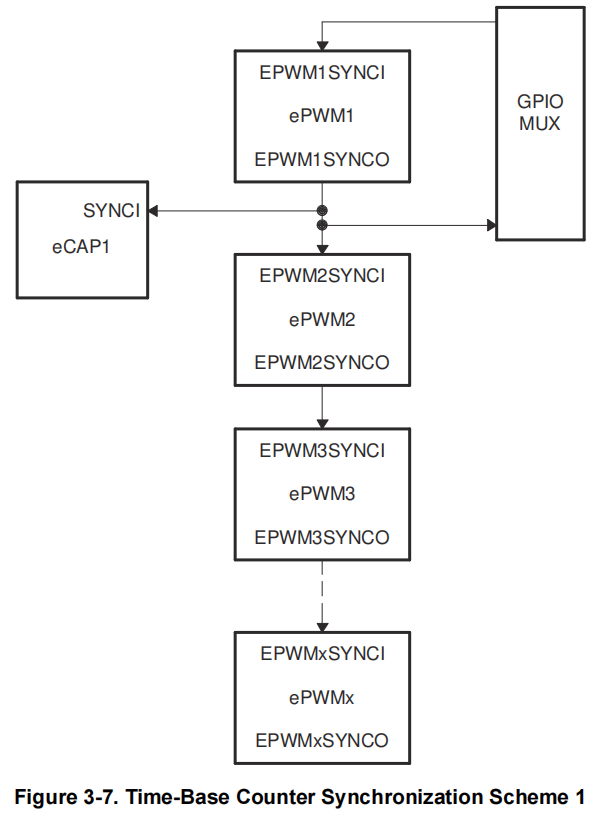 EPWM1SYNCI
ePWM1
EPWM1SYNCO
GPIO
MUX
SYNCI
eCAP1
EPWM2SYNCI
ePWM2
EPWM2SYNCO
EPWM3SYNCI
ePWM3
EPWM3SYNCO
EPWMxSYNCI
ePWMx
EPWMxSYNCO
Figure 3-7. Time-Base Counter Synchronization Scheme 1